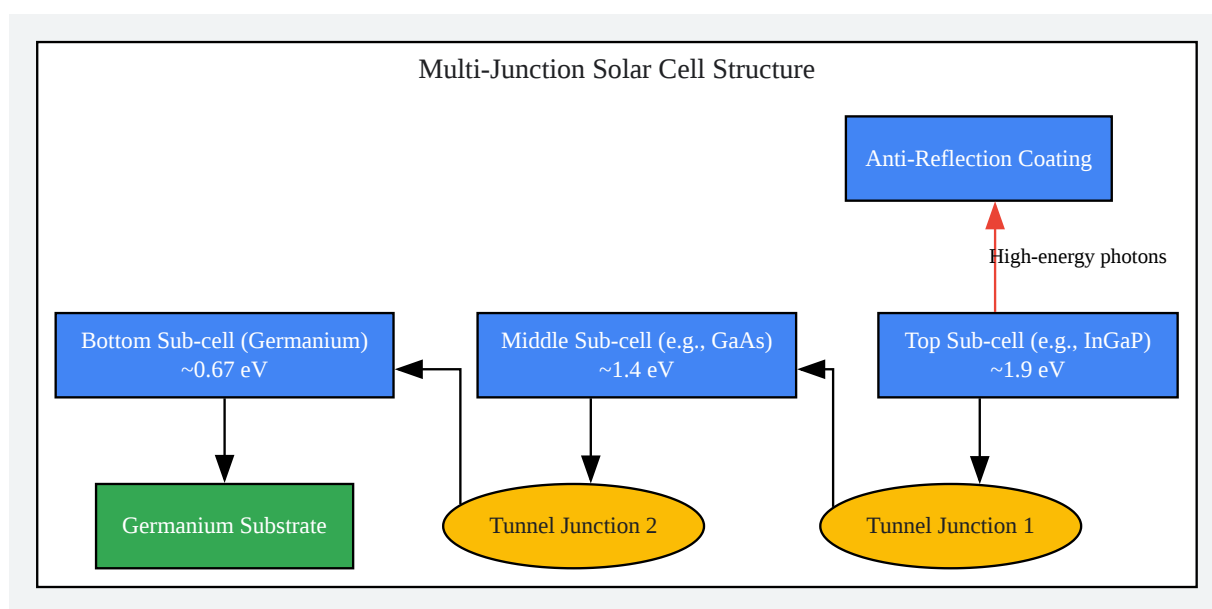 Multi-Junction Solar Cell Structure
Anti-Reflection Coating
High-energy photons
Bottom Sub-cell (Germanium)
~0.67 eV
Middle Sub-cell (e.g., GaAs)
~1.4 eV
Top Sub-cell (e.g., InGaP)
~1.9 eV
Germanium Substrate
Tunnel Junction 2
Tunnel Junction 1